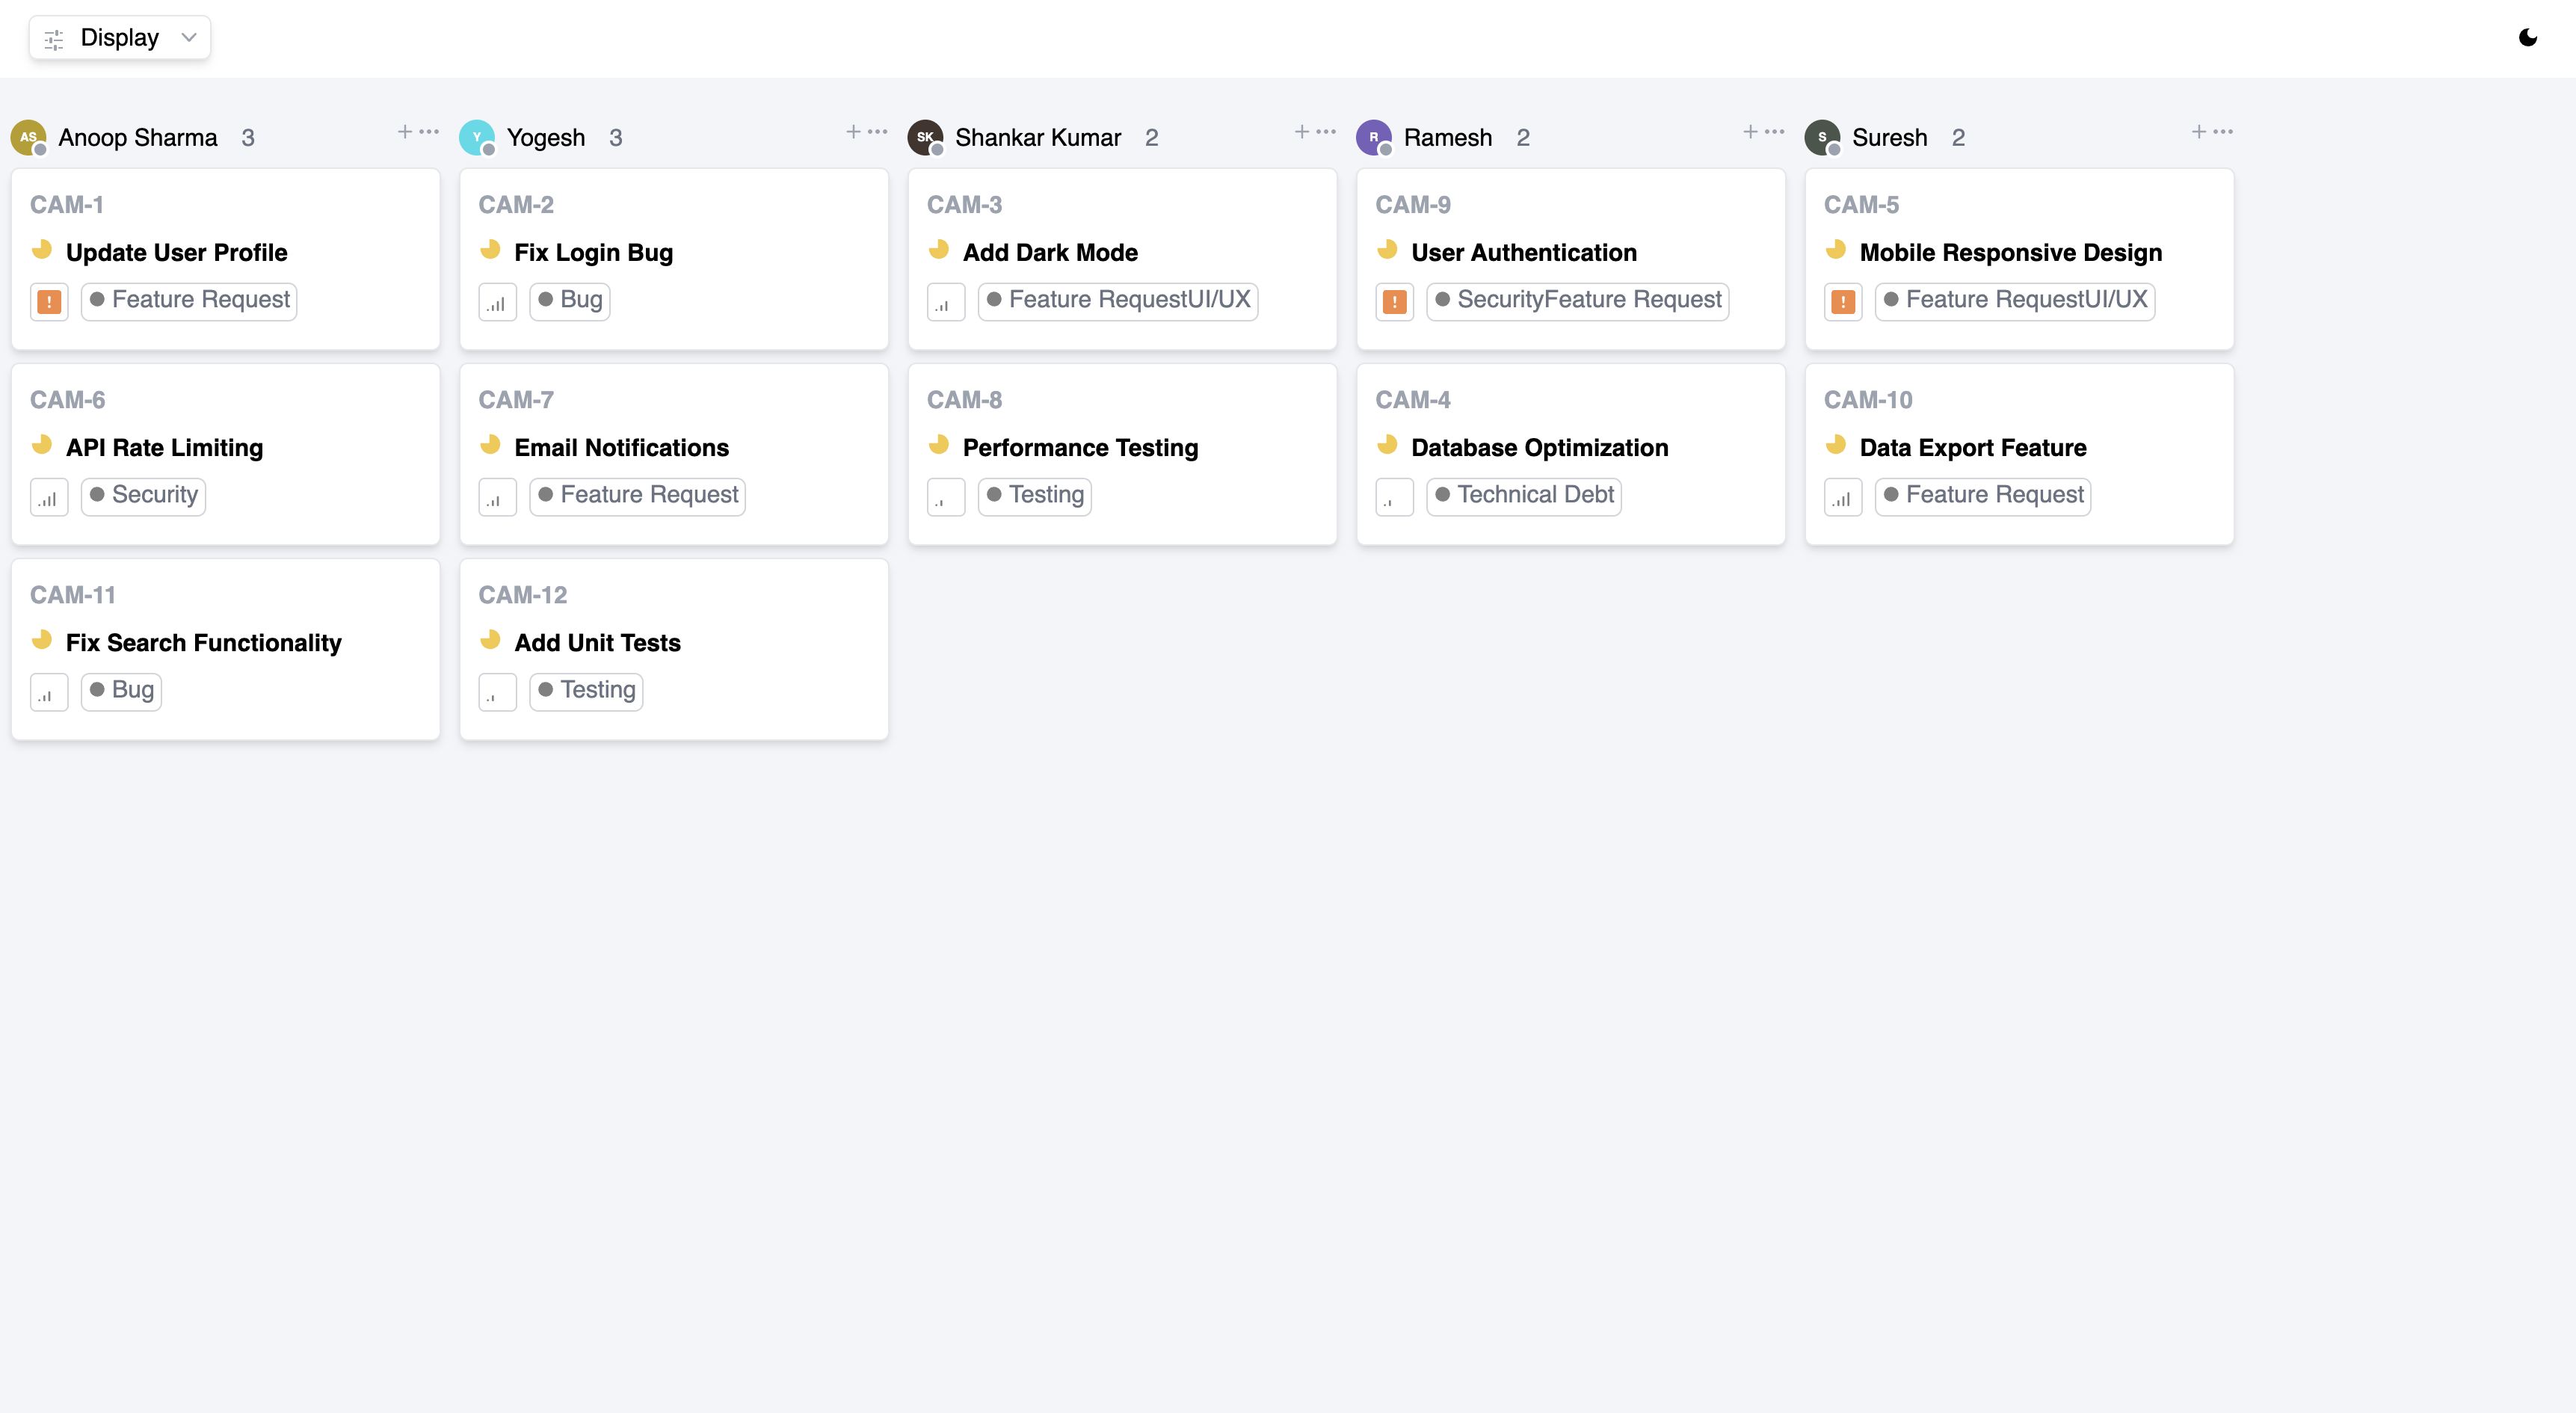 Display
AS Anoop Sharma 3
CAM-1
Update User Profile
! Feature Request
CAM-6
API Rate Limiting
Security
CAM-11
Fix Search Functionality
Bug
Y Yogesh 3
CAM-2
Fix Login Bug
Bug
CAM-7
Email Notifications
Feature Request
CAM-12
Add Unit Tests
Testing
SK Shankar Kumar 2
CAM-3
Add Dark Mode
Feature RequestUI/UX
CAM-8
Performance Testing
Testing
R Ramesh 2
CAM-9
User Authentication
! SecurityFeature Request
CAM-4
Database Optimization
Technical Debt
S Suresh 2
CAM-5
Mobile Responsive Design
! Feature RequestUI/UX
CAM-10
Data Export Feature
Feature Request